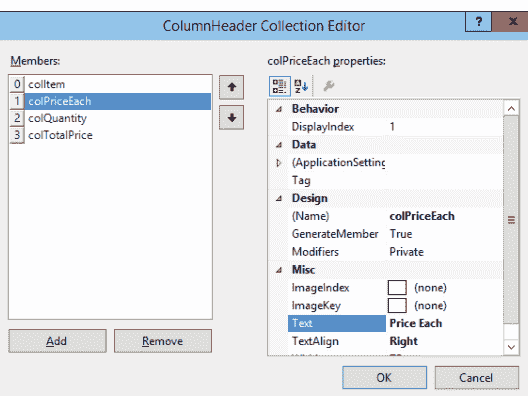 ColumnHeader Collection Editor
? x
Members:
0 colItem
1 colPriceEach
2 colQuantity
3 colTotalPrice
Add
Remove
colPriceEach properties:
Behavior
DisplayIndex 1
Data
(ApplicationSetting
Tag
Design
(Name) colPriceEach
GenerateMember True
Modifiers Private
Misc
ImageIndex (none)
ImageKey (none)
Text Price Each
TextAlign Right
OK
Cancel